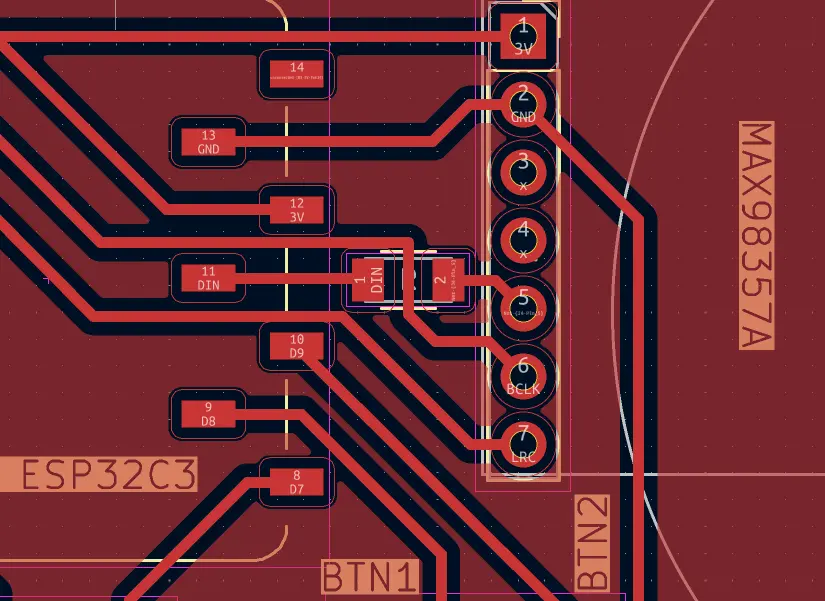 1
3V
14
2
GND
13
GND
3
x
12
3V
4
x
MAX98357A
11
DIN
1
DIN
2
5
10
D9
6
BCLK
9
D8
7
LRC
ESP32C3
8
D7
BTN1
BTN2